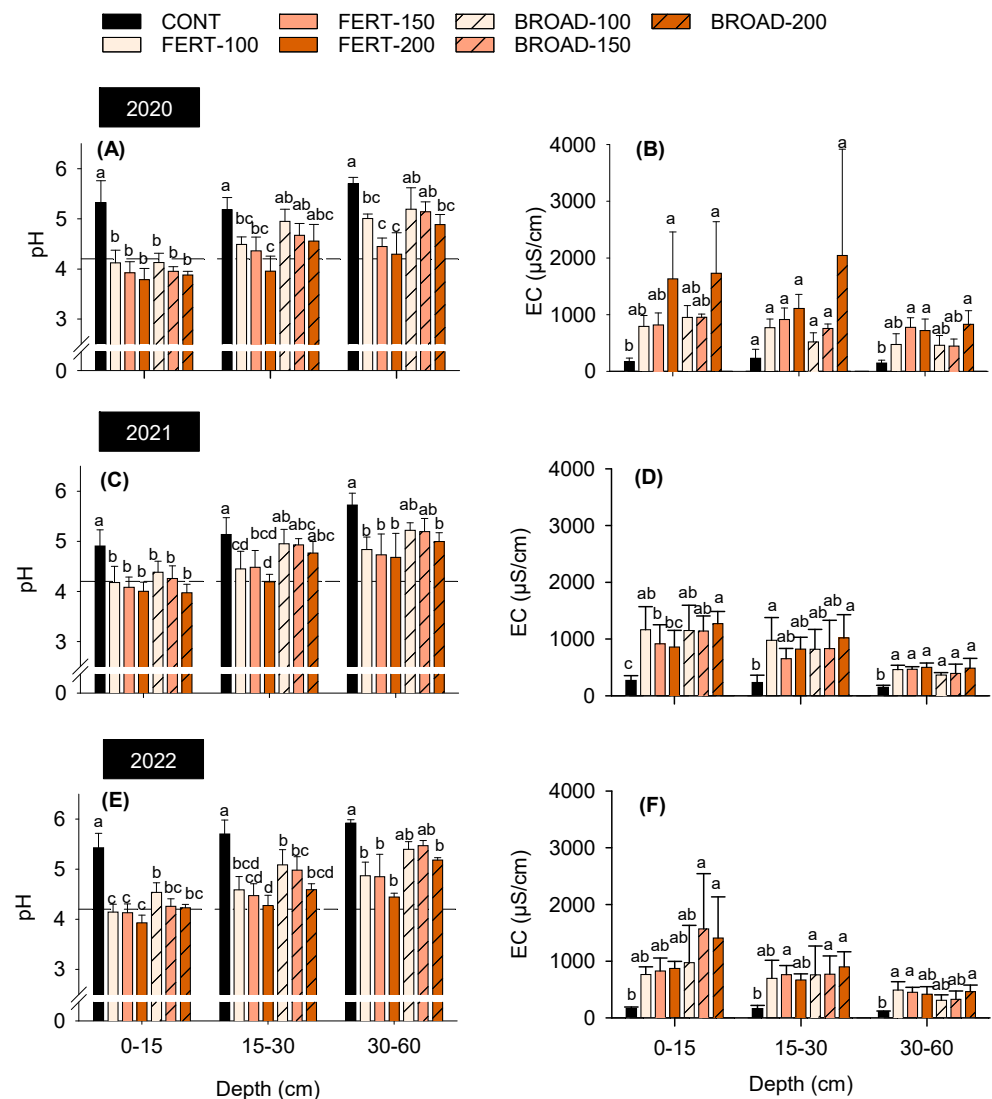 CONT FERT-150 BROAD-100 BROAD-200
FERT-100 FERT-200 BROAD-150
2020
(A)
pH
6
5
4
3
0
a b b b b b b
a bc bc c ab ab abc
a bc c c ab ab bc
(B)
EC (µS/cm)
4000
3000
2000
1000
0
b ab ab a ab ab a
a a a a a a a
b ab a ab ab ab a
2021
(C)
pH
6
5
4
3
0
a b b b b b b
a cd bcd d ab abc abc
a b b b ab ab b
(D)
EC (µS/cm)
4000
3000
2000
1000
0
c ab b bc ab ab a
b a ab ab ab ab a
b a a a a a a
2022
(E)
pH
6
5
4
3
0
a c c c b bc bc
a bcd cd d b bc bcd
a b b b ab ab b
0-15 15-30 30-60
Depth (cm)
(F)
EC (µS/cm)
4000
3000
2000
1000
0
b ab ab ab ab a a
b ab a ab a ab a
b a a ab ab ab a
0-15 15-30 30-60
Depth (cm)